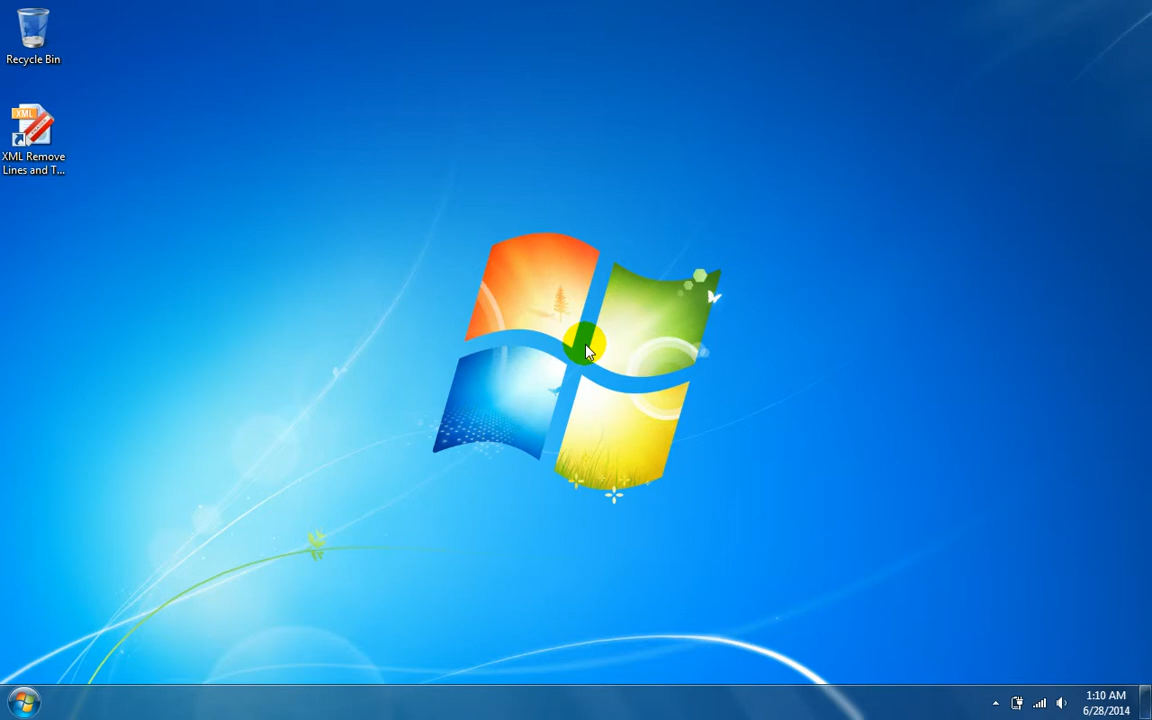 Recycle Bin
XML
XML Remove
Lines and T...
1:10 AM
6/28/2014